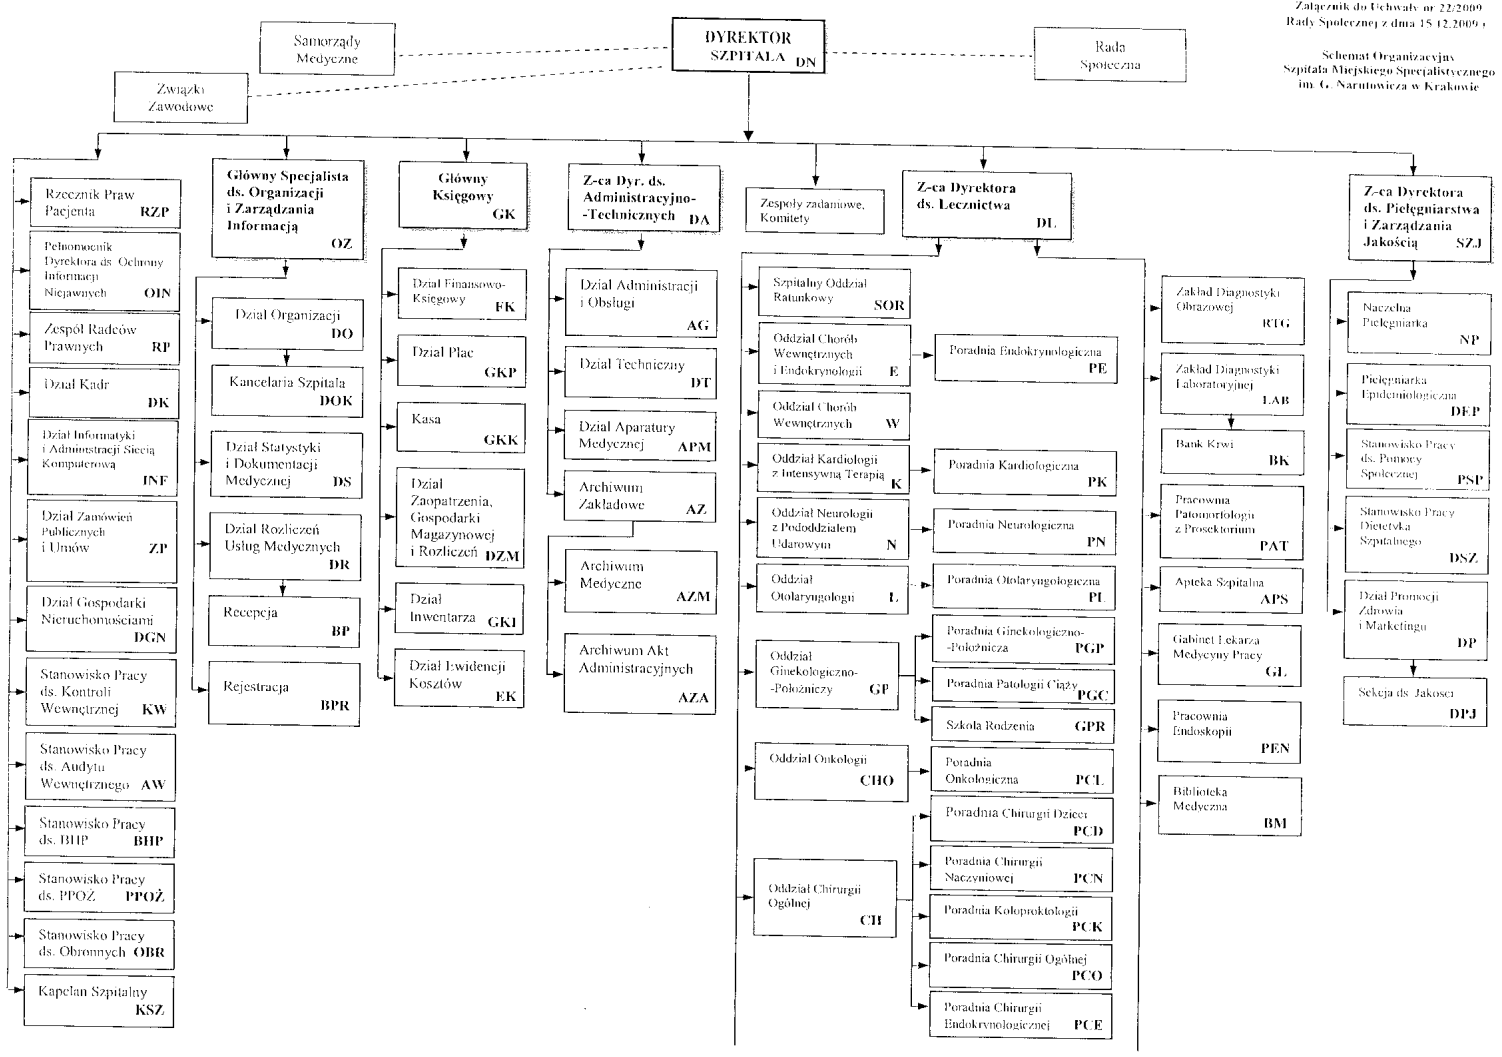 Załącznik do Uchwały nr 22/2009
Rady Społecznej z dnia 15.12.2009 r
Schemat Organizacyjny
Szpitala Miejskiego Specjalistycznego
im. G. Narutowicza w Krakowie
DYREKTOR
SZPITALA DN
Samorządy
Medyczne
Rada
Społeczna
Związki
Zawodowe
Rzecznik Praw
Pacjenta RZP
Pełnomocnik
Dyrektora ds. Ochrony
Informacji
Niejawnych OIN
Zespół Radców
Prawnych RP
Dział Kadr
DK
Dział Informatyki
i Administracji Siecią
Komputerową
INF
Dział Zamówień
Publicznych
i Umów ZP
Dział Gospodarki
Nieruchomościami
DGN
Stanowisko Pracy
ds. Kontroli
Wewnętrznej KW
Stanowisko Pracy
ds. Audytu
Wewnętrznego AW
Stanowisko Pracy
ds. BHP BHP
Stanowisko Pracy
ds. PPOŻ PPOŻ
Stanowisko Pracy
ds. Obronnych OBR
Kapelan Szpitalny
KSZ
Główny Specjalista
ds. Organizacji
i Zarządzania
Informacją
OZ
Dział Organizacji
DO
Kancelaria Szpitala
DOK
Dział Statystyki
i Dokumentacji
Medycznej DS
Dział Rozliczeń
Usług Medycznych
DR
Recepcja
BP
Rejestracja
BPR
Główny
Księgowy
GK
Dział Finansowo-
Księgowy
FK
Dział Płac
GKP
Kasa
GKK
Dział
Zaopatrzenia,
Gospodarki
Magazynowej
i Rozliczeń DZM
Dział
Inwentarza GKI
Dział Ewidencji
Kosztów
EK
Z-ca Dyr. ds.
Administracyjno-
-Technicznych DA
Dział Administracji
i Obsługi
AG
Dział Techniczny
DT
Dział Aparatury
Medycznej APM
Archiwum
Zakładowe AZ
Archiwum
Medyczne
AZM
Archiwum Akt
Administracyjnych
AZA
Zespoły zadaniowe,
Komitety
Z-ca Dyrektora
ds. Lecznictwa
DL
Szpitalny Oddział
Ratunkowy
SOR
Oddział Chorób
Wewnętrznych
i Endokrynologii E
Oddział Chorób
Wewnętrznych W
Oddział Kardiologii
z Intensywną Terapią K
Oddział Neurologii
z Pododdziałem
Udarowym N
Oddział
Otolaryngologii L
Oddział
Ginekologiczno-
-Położniczy GP
Oddział Onkologii
CHO
Oddział Chirurgii
Ogólnej
CH
Poradnia Endokrynologiczna
PE
Poradnia Kardiologiczna
PK
Poradnia Neurologiczna
PN
Poradnia Otolaryngologiczna
PL
Poradnia Ginekologiczno-
-Położnicza PGP
Poradnia Patologii Ciąży
PGC
Szkoła Rodzenia GPR
Poradnia
Onkologiczna PCL
Poradnia Chirurgii Dzieci
PCD
Poradnia Chirurgii
Naczyniowej PCN
Poradnia Koloproktologii
PCK
Poradnia Chirurgii Ogólnej
PCO
Poradnia Chirurgii
Endokrynologicznej PCE
Zakład Diagnostyki
Obrazowej
RTG
Zakład Diagnostyki
Laboratoryjnej
LAB
Bank Krwi
BK
Pracownia
Patomorfologii
z Prosektorium
PAT
Apteka Szpitalna
APS
Gabinet Lekarza
Medycyny Pracy
GL
Pracownia
Endoskopii
PEN
Biblioteka
Medyczna
BM
Z-ca Dyrektora
ds. Pielęgniarstwa
i Zarządzania
Jakością SZJ
Naczelna
Pielęgniarka
NP
Pielęgniarka
Epidemiologiczna
DEP
Stanowisko Pracy
ds. Pomocy
Społecznej PSP
Stanowisko Pracy
Dietetyka
Szpitalnego
DSZ
Dział Promocji
Zdrowia
i Marketingu
DP
Sekcja ds. Jakości
DPJ